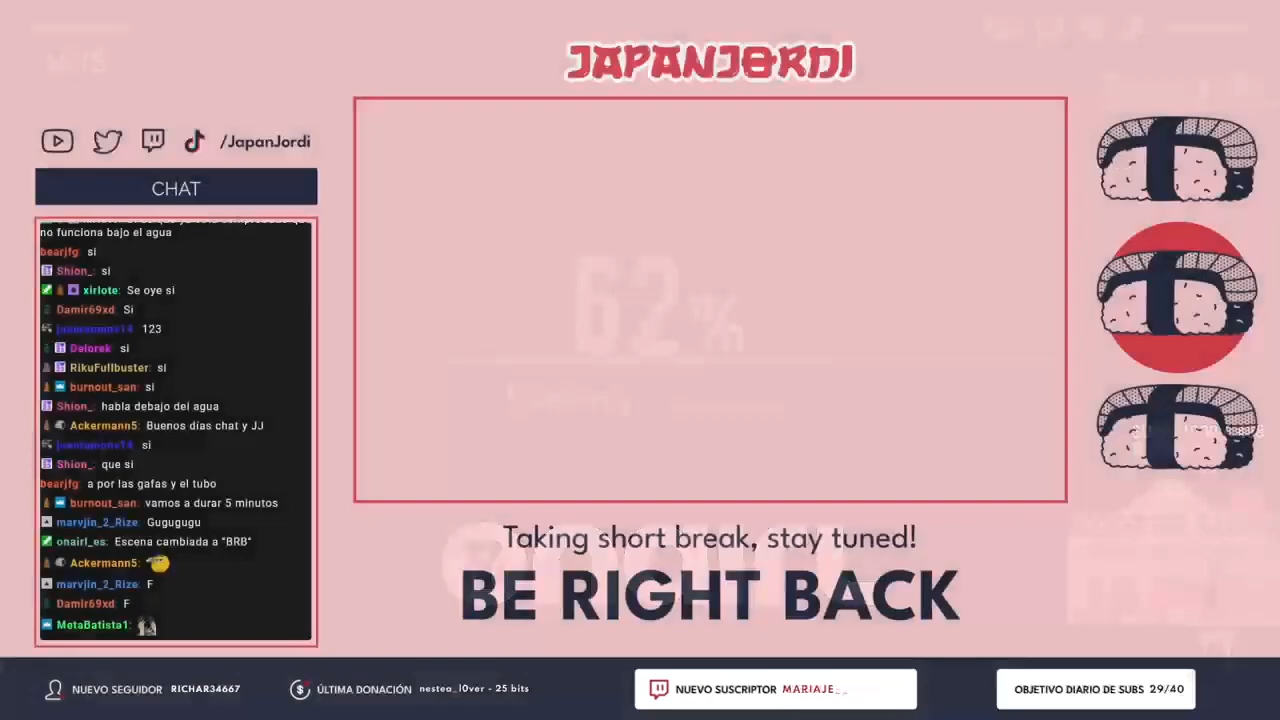 JAPANJORDI
/JapanJordi
CHAT
no funciona bajo el agua
bearjfg: si
Shion_: si
xirlote: Se oye si
Damir69xd: Si
123
Delorek: si
RikuFullbuster: si
burnout_san: si
Shion_: habla debajo del agua
Ackermann5: Buenos días chat y JJ
si
Shion_: que si
bearjfg: a por las gafas y el tubo
burnout_san: vamos a durar 5 minutos
marvjin_2_Rize: Gugugugu
onairl_es: Escena cambiada a "BRB"
Ackermann5:
marvjin_2_Rize: F
Damir69xd: F
MetaBatista1:
62%
Taking short break, stay tuned!
BE RIGHT BACK
NUEVO SEGUIDOR RICHAR34667
ÚLTIMA DONACIÓN nestea_l0ver - 25 bits
NUEVO SUSCRIPTOR MARIAJE__
OBJETIVO DIARIO DE SUBS 29/40